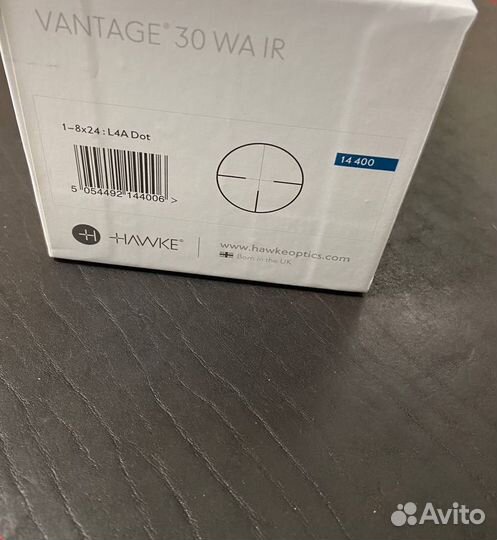 VANTAGE® 30 WA IR
1–8x24 : L4A Dot
14 400
5 054492 144006 >
HAWKE®
www.hawkeoptics.com
Born in the UK
Avito